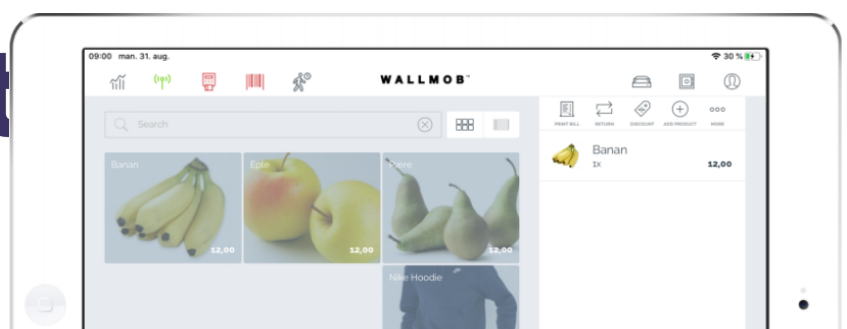 09:00 man. 31. aug.
30 %
WALLMOB
Search
PRINT BILL
RETURN
DISCOUNT
ADD PRODUCT
MORE
Banan
1X
12,00
Banan
12,00
Eple
12,00
Pære
12,00
Nike Hoodie